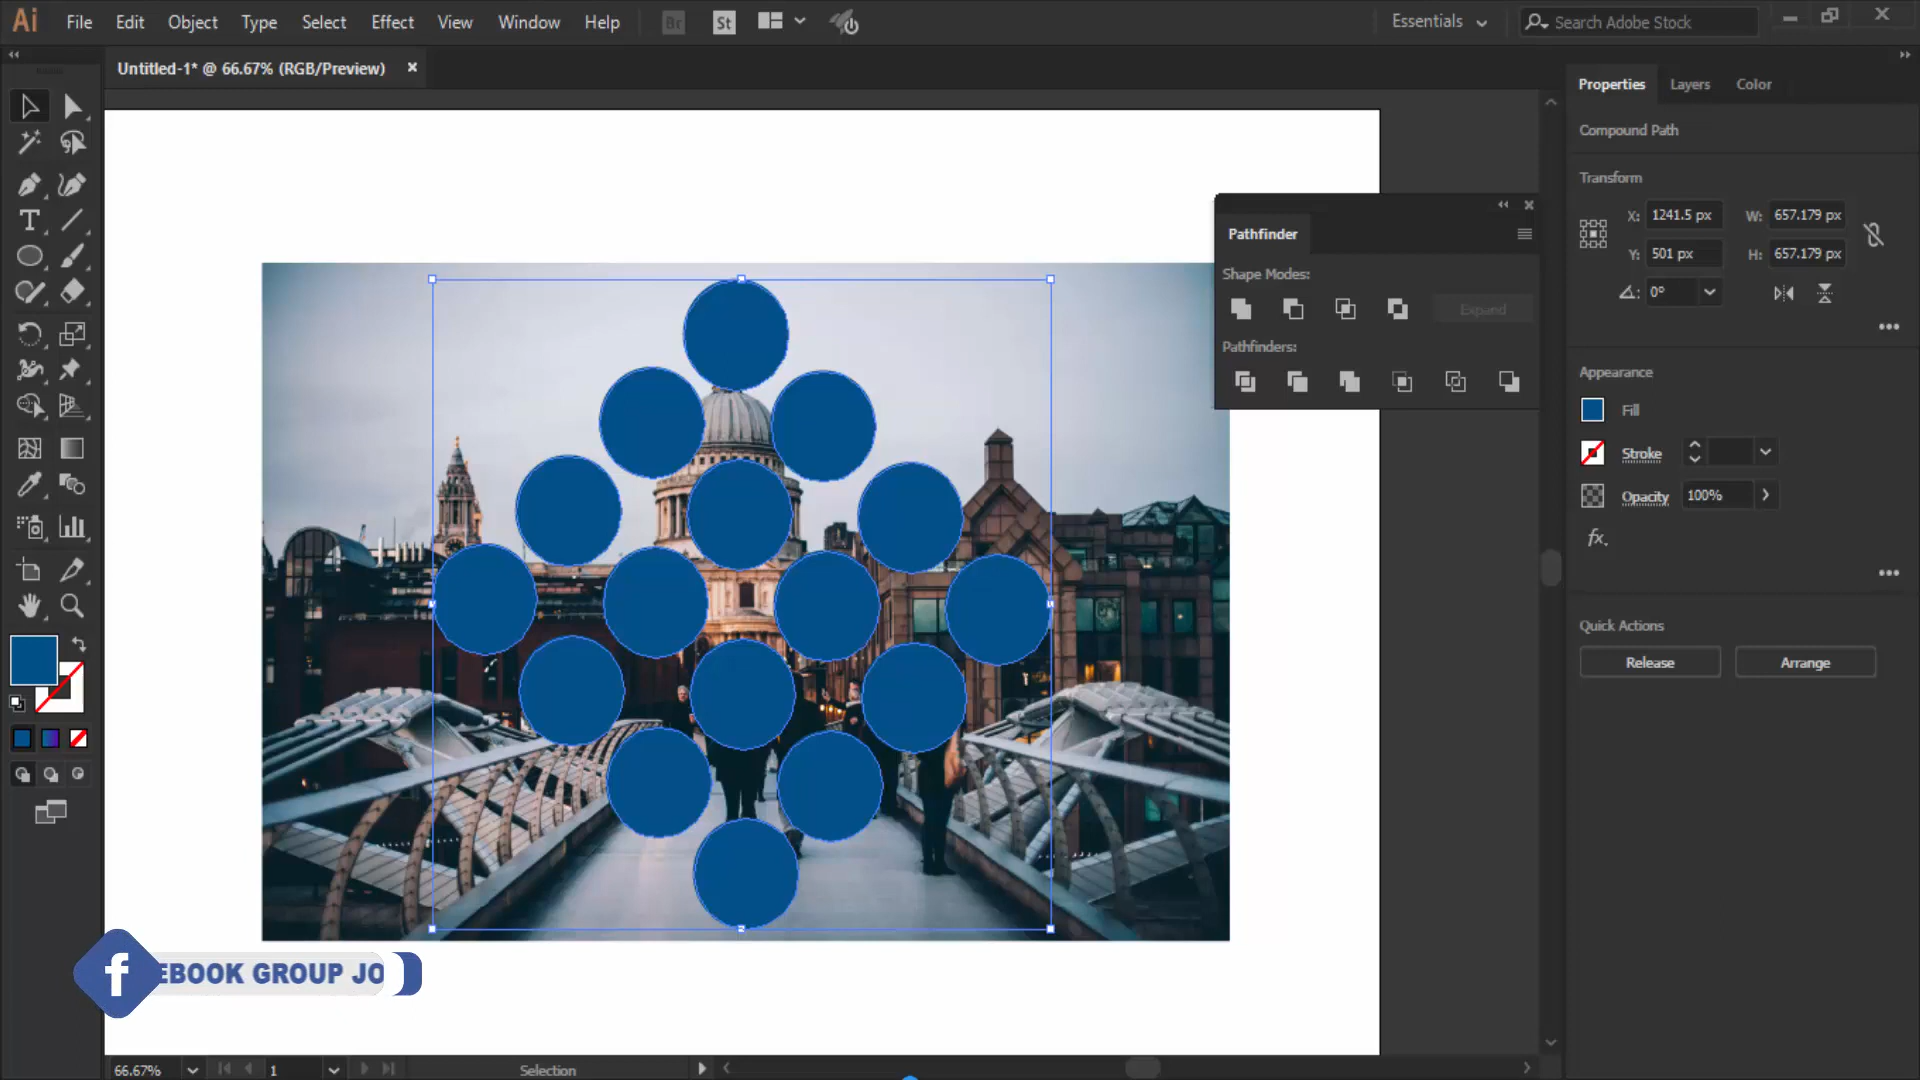 Ai File Edit Object Type Select Effect View Window Help Br St Essentials Search Adobe Stock
Untitled-1* @ 66.67% (RGB/Preview)
Properties Layers Color
Compound Path
Transform
X: 1241.5 px W: 657.179 px
Y: 501 px H: 657.179 px
0°
Pathfinder
Shape Modes:
Expand
Pathfinders:
Appearance
Fill
Stroke
Opacity 100%
fx.
Quick Actions
Release Arrange
f EBOOK GROUP JO
66.67% 1 Selection